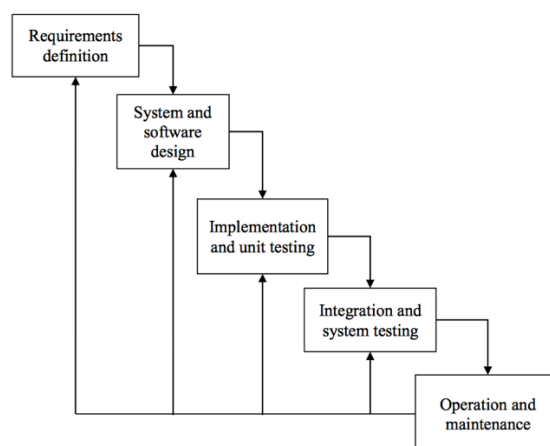 Requirements
definition
System and
software
design
Implementation
and unit testing
Integration and
system testing
Operation and
maintenance